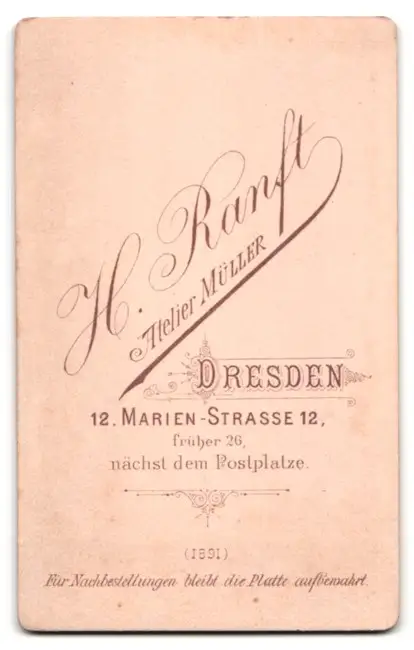 H. Ranft
Atelier MÜLLER
DRESDEN
12. MARIEN-STRASSE 12,
früher 26,
nächst dem Postplatze.
(1891)
Für Nachbestellungen bleibt die Platte aufbewahrt.